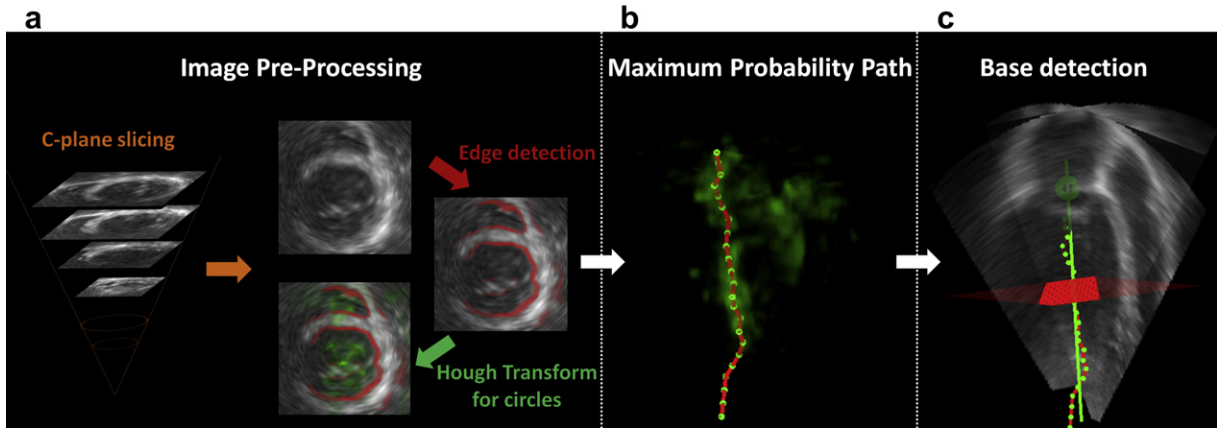 a
b
c
Image Pre-Processing
Maximum Probability Path
Base detection
C-plane slicing
Edge detection
Hough Transform
for circles